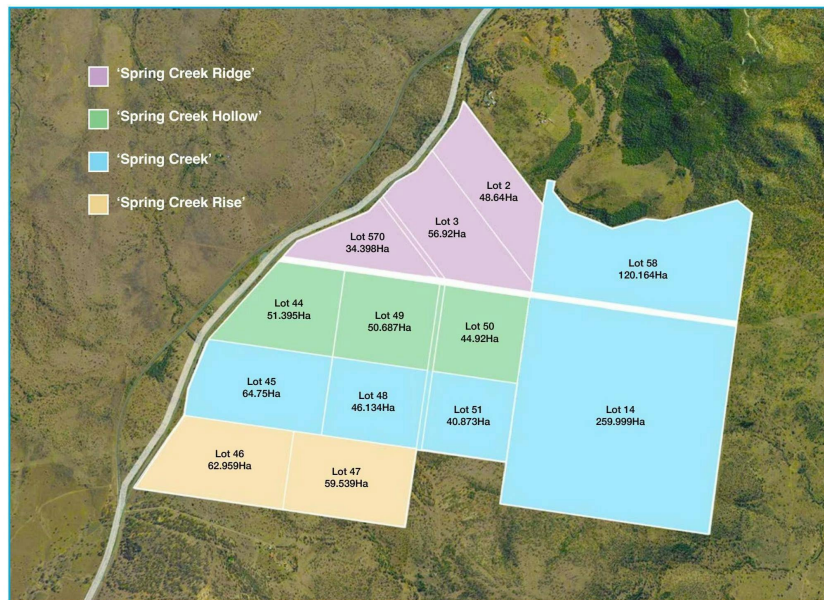 ‘Spring Creek Ridge’
‘Spring Creek Hollow’
‘Spring Creek’
‘Spring Creek Rise’
Lot 2
48.64Ha
Lot 3
56.92Ha
Lot 570
34.398Ha
Lot 58
120.164Ha
Lot 44
51.395Ha
Lot 49
50.687Ha
Lot 50
44.92Ha
Lot 45
64.75Ha
Lot 48
46.134Ha
Lot 51
40.873Ha
Lot 14
259.999Ha
Lot 46
62.959Ha
Lot 47
59.539Ha